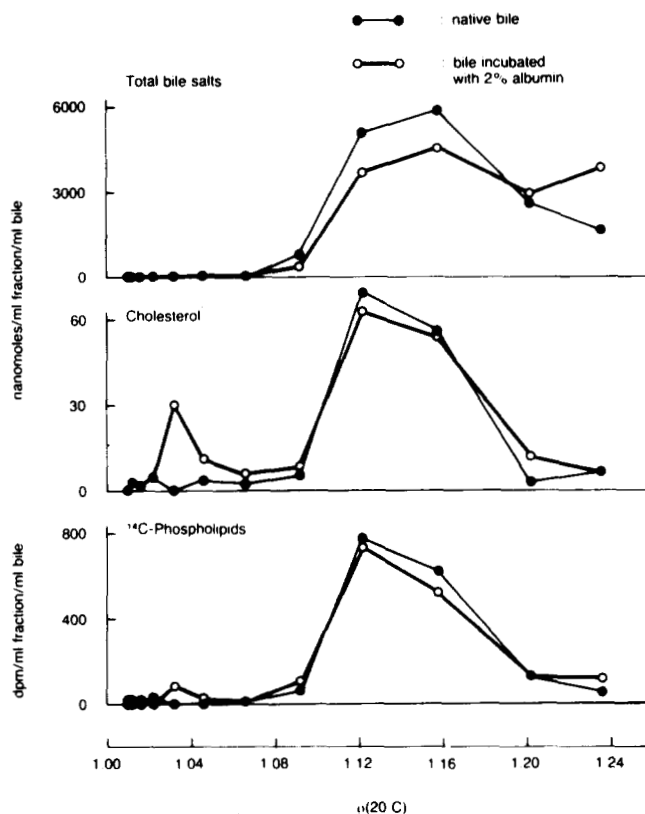 native bile
bile incubated
with 2% albumin
Total bile salts
6000
3000
0
nanomoles/ml fraction/ml bile
Cholesterol
60
30
0
¹⁴C-Phospholipids
800
400
0
dpm/ml fraction/ml bile
1 00 1 04 1 08 1 12 1 16 1 20 1 24
(20 C)